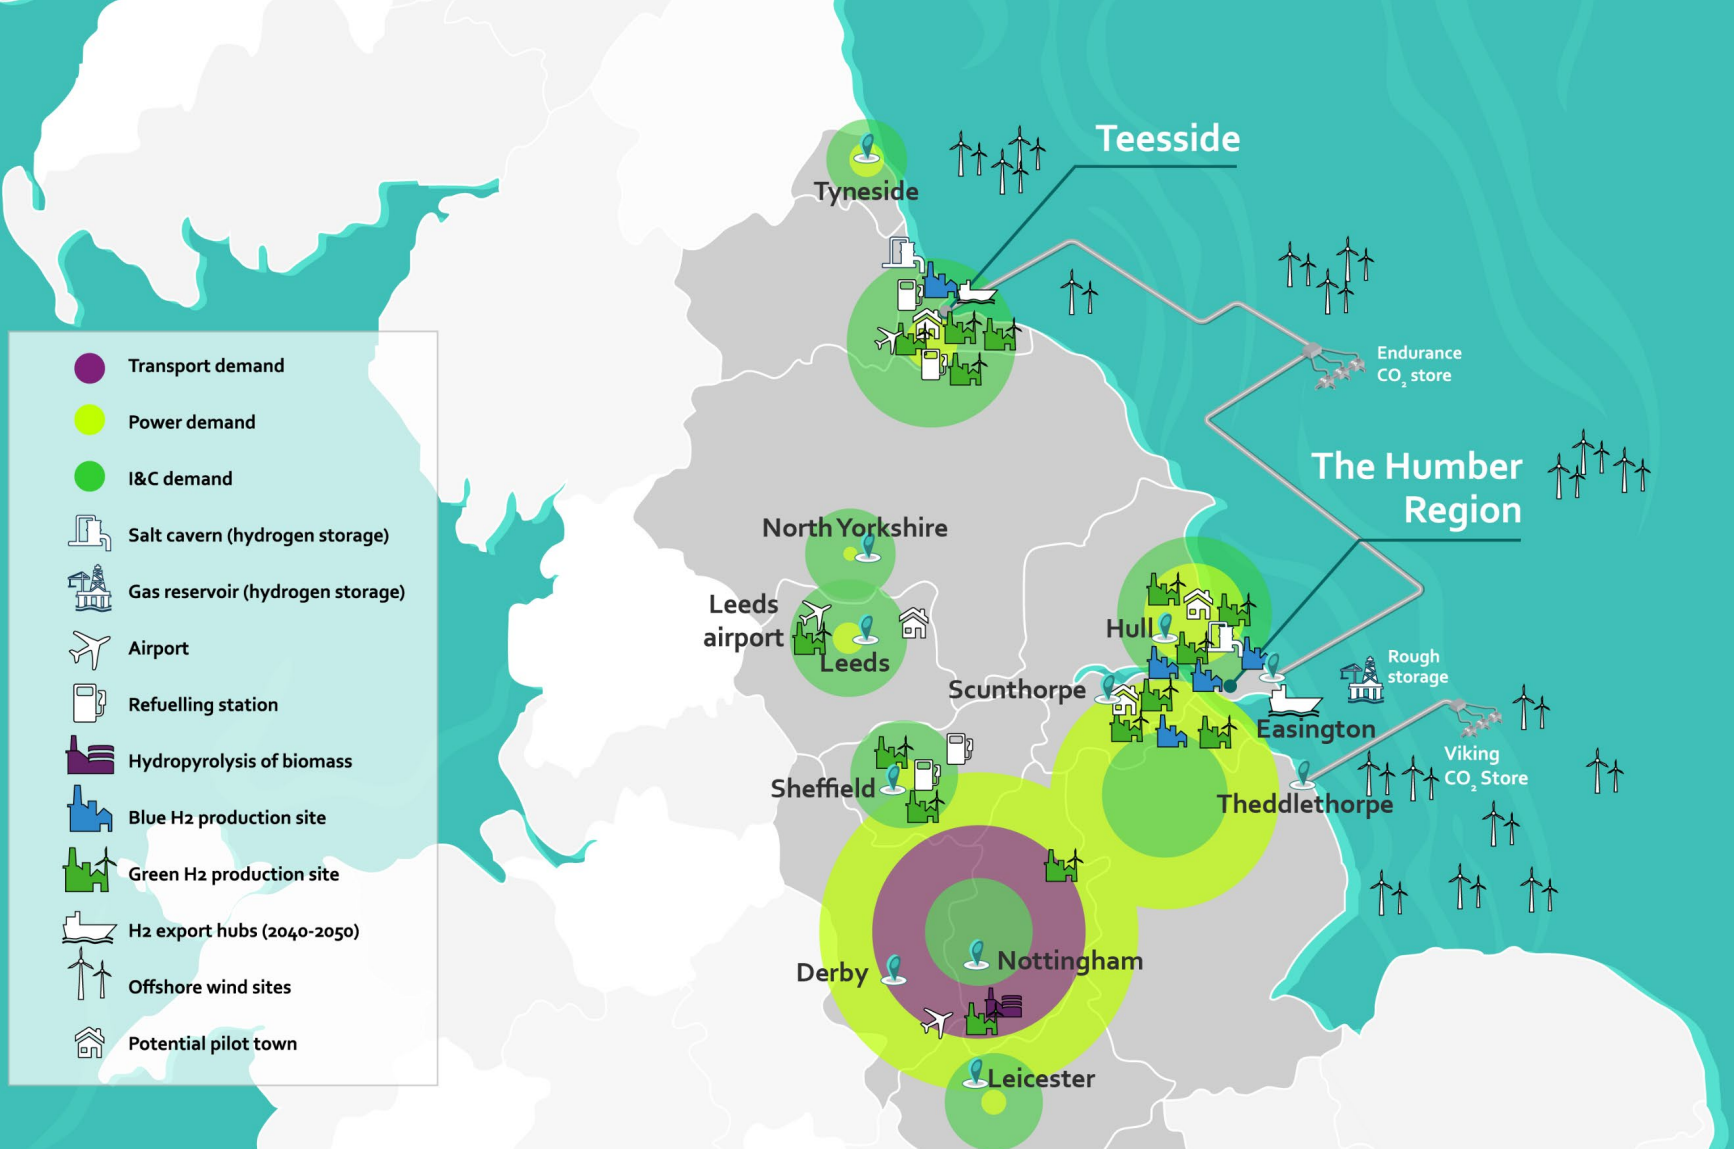 Teesside
Tyneside
Endurance
CO₂ store
The Humber
Region
North Yorkshire
Leeds
airport
Leeds
Hull
Scunthorpe
Rough
storage
Easington
Viking
CO₂ Store
Sheffield
Theddlethorpe
Derby
Nottingham
Leicester
Transport demand
Power demand
I&C demand
Salt cavern (hydrogen storage)
Gas reservoir (hydrogen storage)
Airport
Refuelling station
Hydropyrolysis of biomass
Blue H2 production site
Green H2 production site
H2 export hubs (2040-2050)
Offshore wind sites
Potential pilot town